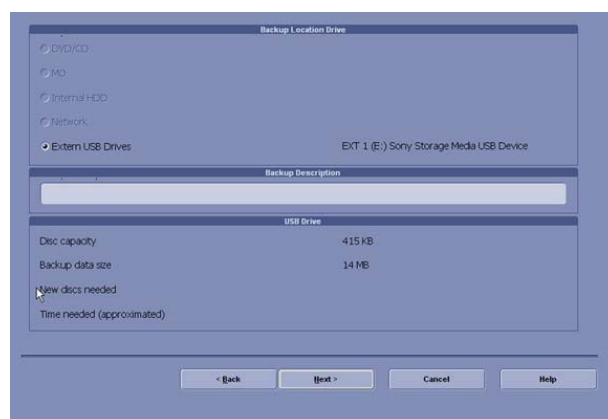 Backup Location Drive
DVD/CD
MO
Internal HDD
Network
Extern USB Drives EXT 1 (E:) Sony Storage Media USB Device
Backup Description
USB Drive
Disc capacity 415 KB
Backup data size 14 MB
New discs needed
Time needed (approximated)
< Back Next > Cancel Help